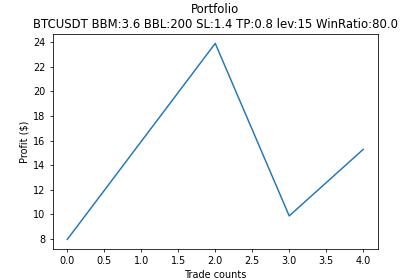 Portfolio
BTCUSDT BBM:3.6 BBL:200 SL:1.4 TP:0.8 lev:15 WinRatio:80.0
24
22
20
18
16
14
12
10
8
Profit ($)
0.0 0.5 1.0 1.5 2.0 2.5 3.0 3.5 4.0
Trade counts